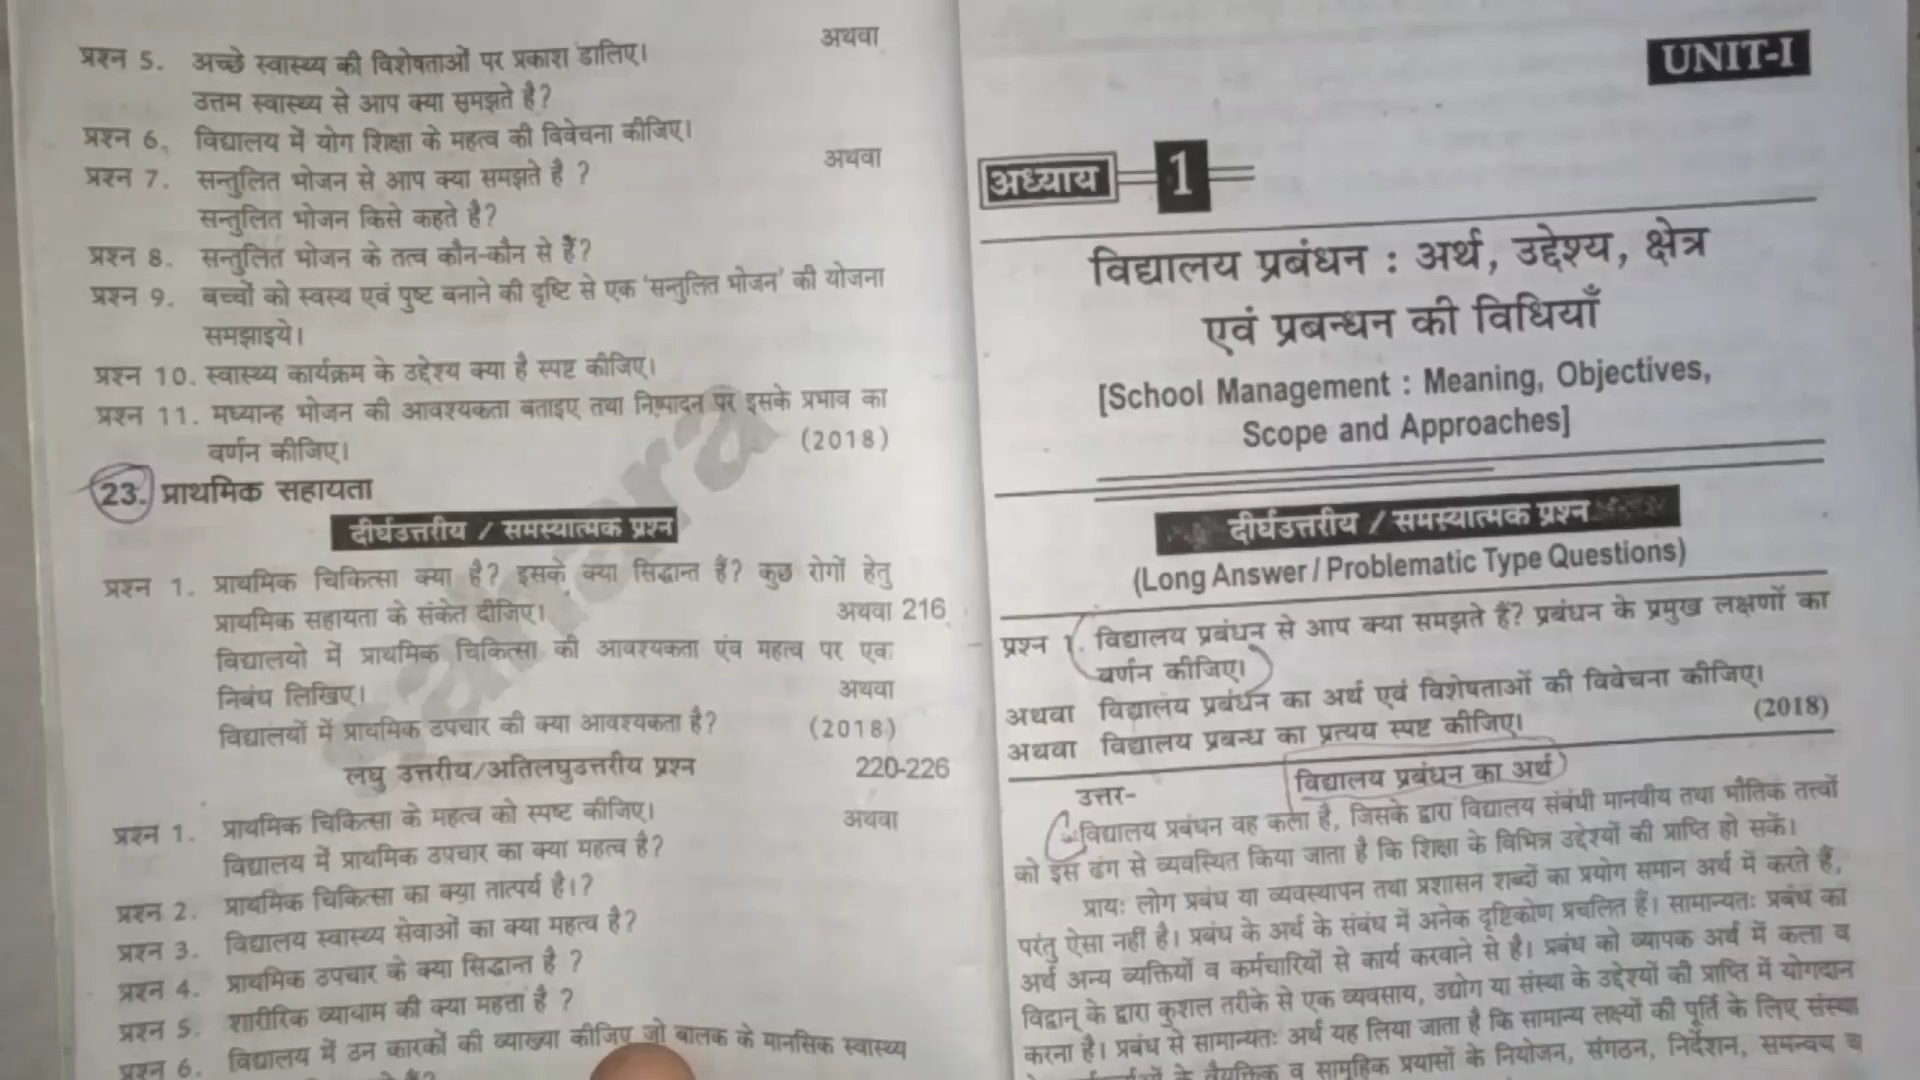 अथवा
प्रश्न 5. अच्छे स्वास्थ्य की विशेषताओं पर प्रकाश डालिए।
उत्तम स्वास्थ्य से आप क्या समझते है?
प्रश्न 6. विद्यालय में योग शिक्षा के महत्व की विवेचना कीजिए।
अथवा
प्रश्न 7. सन्तुलित भोजन से आप क्या समझते है ?
सन्तुलित भोजन किसे कहते है?
प्रश्न 8. सन्तुलित भोजन के तत्व कौन-कौन से हैं?
प्रश्न 9. बच्चों को स्वस्थ एवं पुष्ट बनाने की दृष्टि से एक 'सन्तुलित भोजन' की योजना
समझाइये।
प्रश्न 10. स्वास्थ्य कार्यक्रम के उद्देश्य क्या है स्पष्ट कीजिए।
प्रश्न 11. मध्यान्ह भोजन की आवश्यकता बताइए तथा निष्पादन पर इसके प्रभाव का
वर्णन कीजिए। (2018)
23. प्राथमिक सहायता
दीर्घउत्तरीय / समस्यात्मक प्रश्न
प्रश्न 1. प्राथमिक चिकित्सा क्या है? इसके क्या सिद्धान्त हैं? कुछ रोगों हेतु
प्राथमिक सहायता के संकेत दीजिए। अथवा 216
विद्यालयो में प्राथमिक चिकित्सा की आवश्यकता एंव महत्व पर एक
निबंध लिखिए। अथवा
विद्यालयों में प्राथमिक उपचार की क्या आवश्यकता है? (2018)
लघु उत्तरीय/अतिलघुउत्तरीय प्रश्न 220-226
प्रश्न 1. प्राथमिक चिकित्सा के महत्व को स्पष्ट कीजिए। अथवा
विद्यालय में प्राथमिक उपचार का क्या महत्व है?
प्रश्न 2. प्राथमिक चिकित्सा का क्या तात्पर्य है।?
प्रश्न 3. विद्यालय स्वास्थ्य सेवाओं का क्या महत्व है?
प्रश्न 4. प्राथमिक उपचार के क्या सिद्धान्त है ?
प्रश्न 5. शारीरिक व्यायाम की क्या महत्ता है ?
प्रश्न 6. विद्यालय में उन कारकों की व्याख्या कीजिए जो बालक के मानसिक स्वास्थ्य
UNIT-I
अध्याय 1
विद्यालय प्रबंधन : अर्थ, उद्देश्य, क्षेत्र
एवं प्रबन्धन की विधियाँ
[School Management : Meaning, Objectives,
Scope and Approaches]
दीर्घउत्तरीय / समस्यात्मक प्रश्न
(Long Answer / Problematic Type Questions)
प्रश्न 1. विद्यालय प्रबंधन से आप क्या समझते हैं? प्रबंधन के प्रमुख लक्षणों का
वर्णन कीजिए।
अथवा विद्यालय प्रबंधन का अर्थ एवं विशेषताओं की विवेचना कीजिए।
अथवा विद्यालय प्रबन्ध का प्रत्यय स्पष्ट कीजिए। (2018)
उत्तर- विद्यालय प्रबंधन का अर्थ
विद्यालय प्रबंधन वह कला है, जिसके द्वारा विद्यालय संबंधी मानवीय तथा भौतिक तत्त्वों
को इस ढंग से व्यवस्थित किया जाता है कि शिक्षा के विभिन्न उद्देश्यों की प्राप्ति हो सकें।
प्रायः लोग प्रबंध या व्यवस्थापन तथा प्रशासन शब्दों का प्रयोग समान अर्थ में करते हैं,
परंतु ऐसा नहीं है। प्रबंध के अर्थ के संबंध में अनेक दृष्टिकोण प्रचलित हैं। सामान्यतः प्रबंध का
अर्थ अन्य व्यक्तियों व कर्मचारियों से कार्य करवाने से है। प्रबंध को व्यापक अर्थ में कला व
विद्वान् के द्वारा कुशल तरीके से एक व्यवसाय, उद्योग या संस्था के उद्देश्यों की प्राप्ति में योगदान
करना है। प्रबंध से सामान्यतः अर्थ यह लिया जाता है कि सामान्य लक्ष्यों की पूर्ति के लिए संस्था
के वैयक्तिक व सामूहिक प्रयासों के नियोजन, संगठन, निर्देशन, समन्वय व